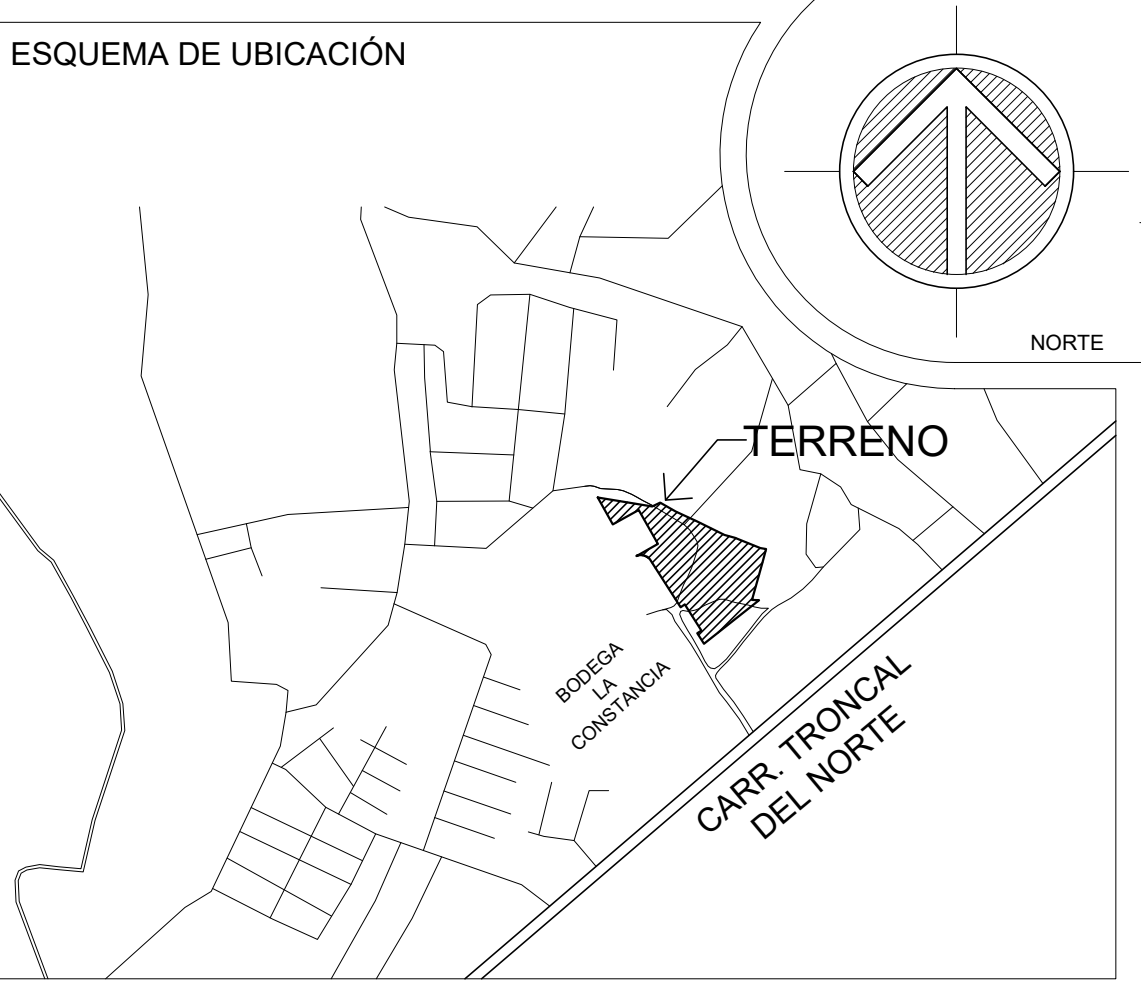 ESQUEMA DE UBICACIÓN
NORTE
TERRENO
BODEGA
LA
CONSTANCIA
CARR. TRONCAL
DEL NORTE